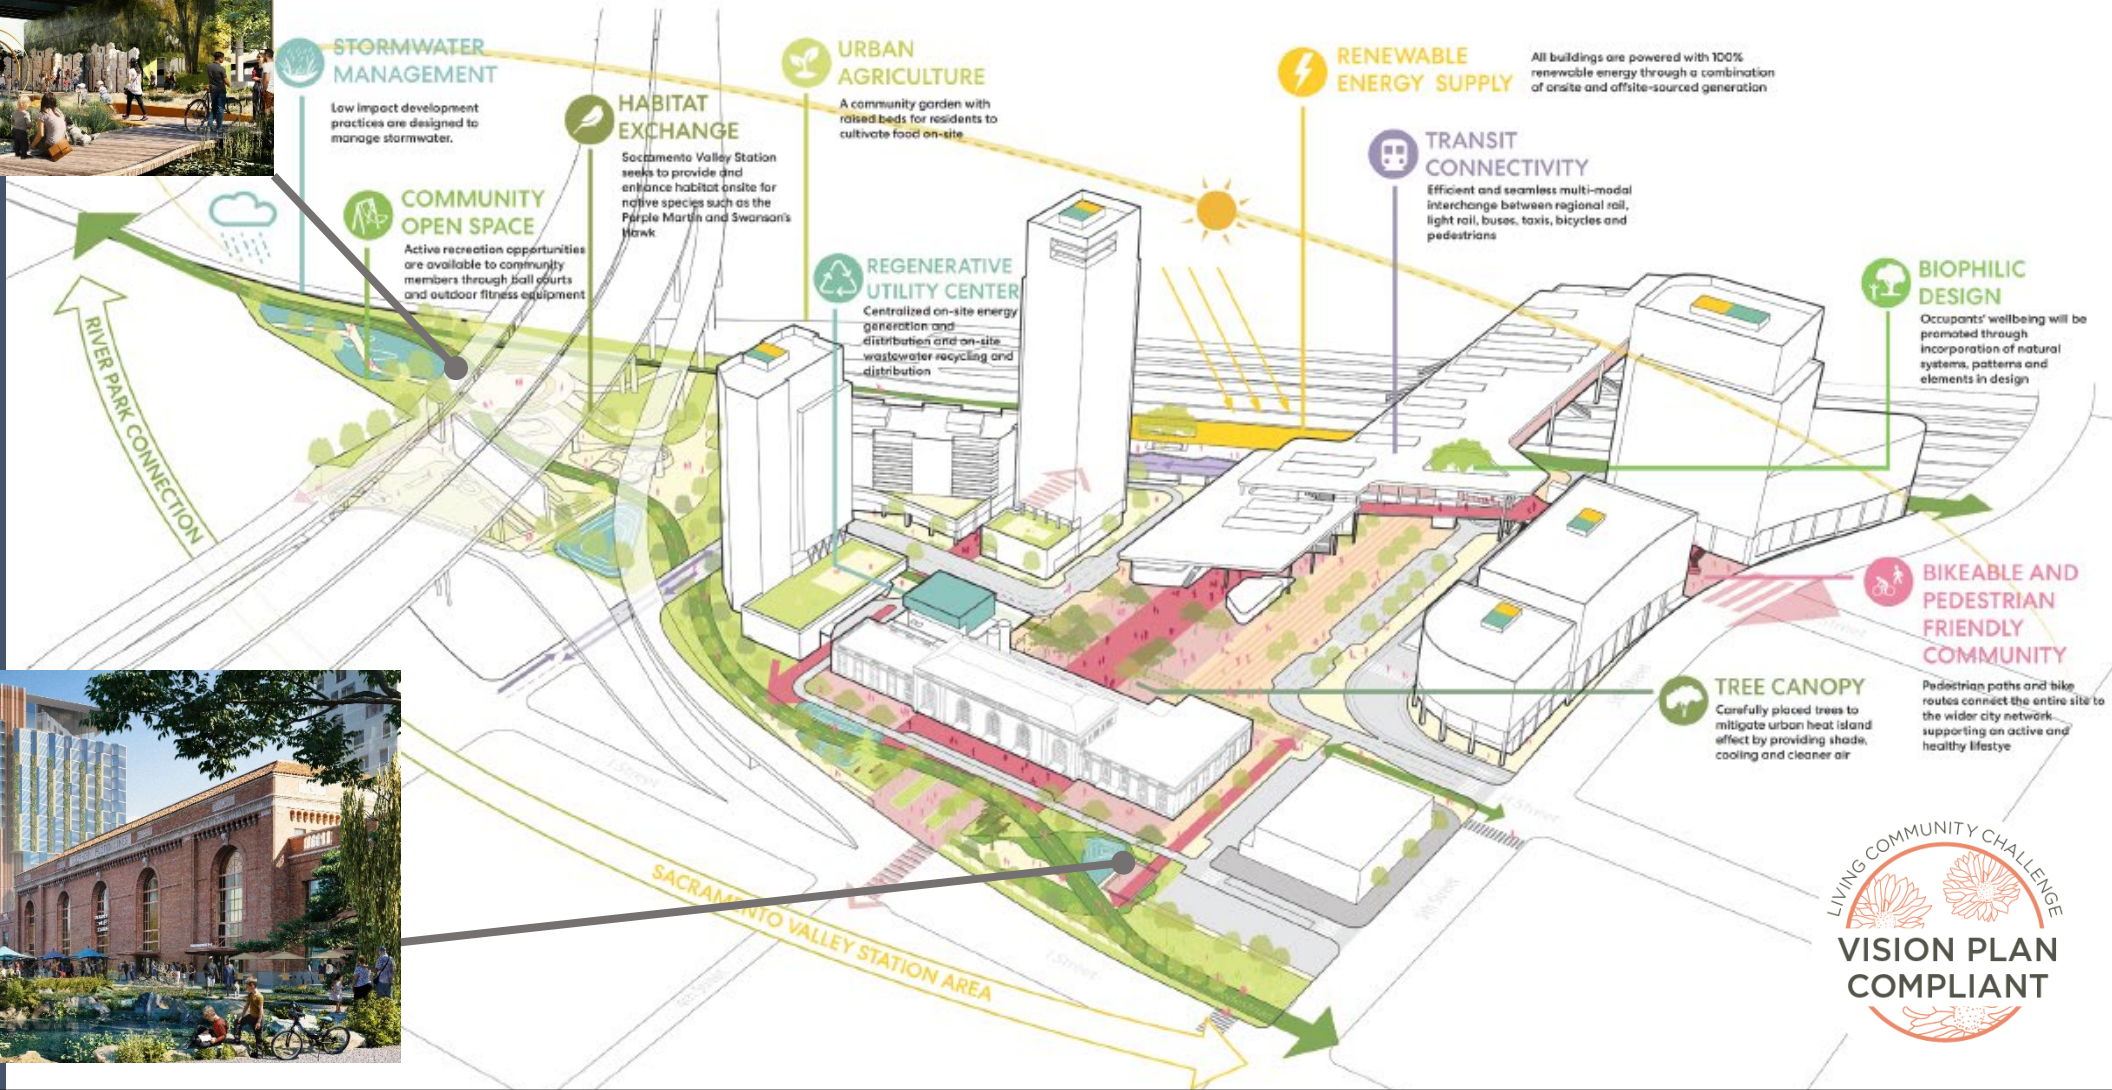 STORMWATER
MANAGEMENT
Low impact development
practices are designed to
manage stormwater.
COMMUNITY
OPEN SPACE
Active recreation opportunities
are available to community
members through ball courts
and outdoor fitness equipment
HABITAT
EXCHANGE
Sacramento Valley Station
seeks to provide and
enhance habitat onsite for
native species such as the
Purple Martin and Swanson's
Hawk
URBAN
AGRICULTURE
A community garden with
raised beds for residents to
cultivate food on-site
REGENERATIVE
UTILITY CENTER
Centralized on-site energy
generation and
distribution and on-site
wastewater recycling and
distribution
RENEWABLE
ENERGY SUPPLY
All buildings are powered with 100%
renewable energy through a combination
of onsite and offsite-sourced generation
TRANSIT
CONNECTIVITY
Efficient and seamless multi-modal
interchange between regional rail,
light rail, buses, taxis, bicycles and
pedestrians
BIOPHILIC
DESIGN
Occupants' wellbeing will be
promoted through
incorporation of natural
systems, patterns and
elements in design
BIKEABLE AND
PEDESTRIAN
FRIENDLY
COMMUNITY
Pedestrian paths and bike
routes connect the entire site to
the wider city network
supporting an active and
healthy lifestye
TREE CANOPY
Carefully placed trees to
mitigate urban heat island
effect by providing shade,
cooling and cleaner air
RIVER PARK CONNECTION
SACRAMENTO VALLEY STATION AREA
I Street
I Street
6th Street
5th Street
LIVING COMMUNITY CHALLENGE
VISION PLAN
COMPLIANT